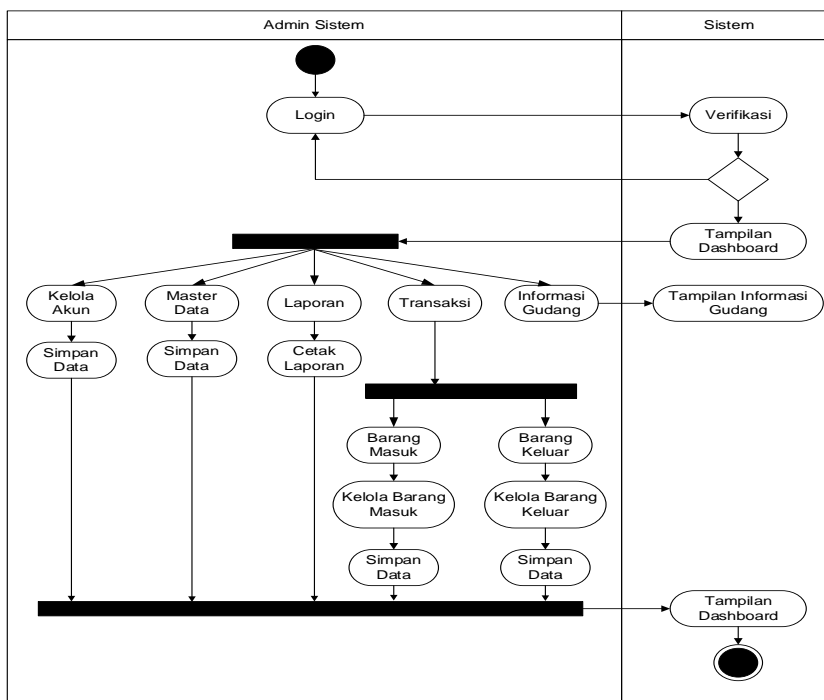 Admin Sistem
Sistem
Login
Verifikasi
Tampilan
Dashboard
Kelola
Akun
Master
Data
Laporan
Transaksi
Informasi
Gudang
Tampilan Informasi
Gudang
Simpan
Data
Simpan
Data
Cetak
Laporan
Barang
Masuk
Barang
Keluar
Kelola Barang
Masuk
Kelola Barang
Keluar
Simpan
Data
Simpan
Data
Tampilan
Dashboard